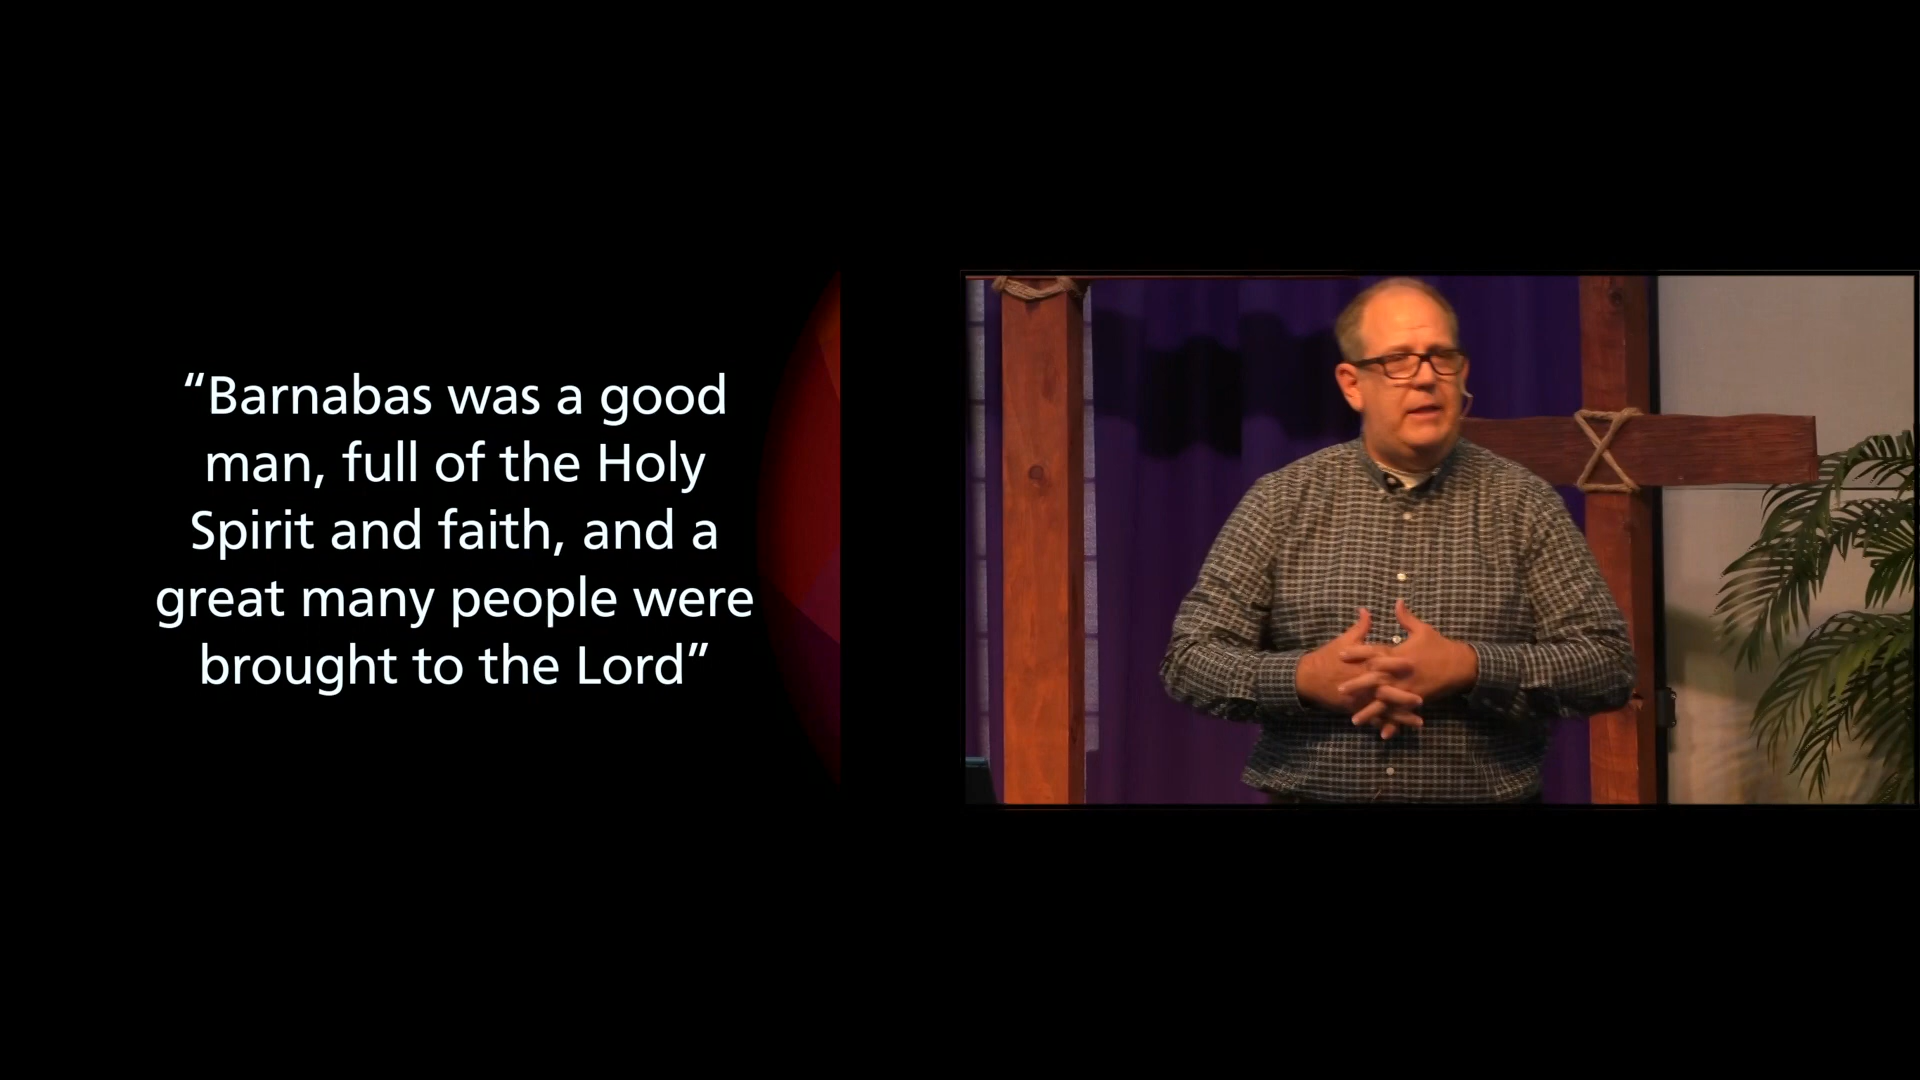 “Barnabas was a good
man, full of the Holy
Spirit and faith, and a
great many people were
brought to the Lord”